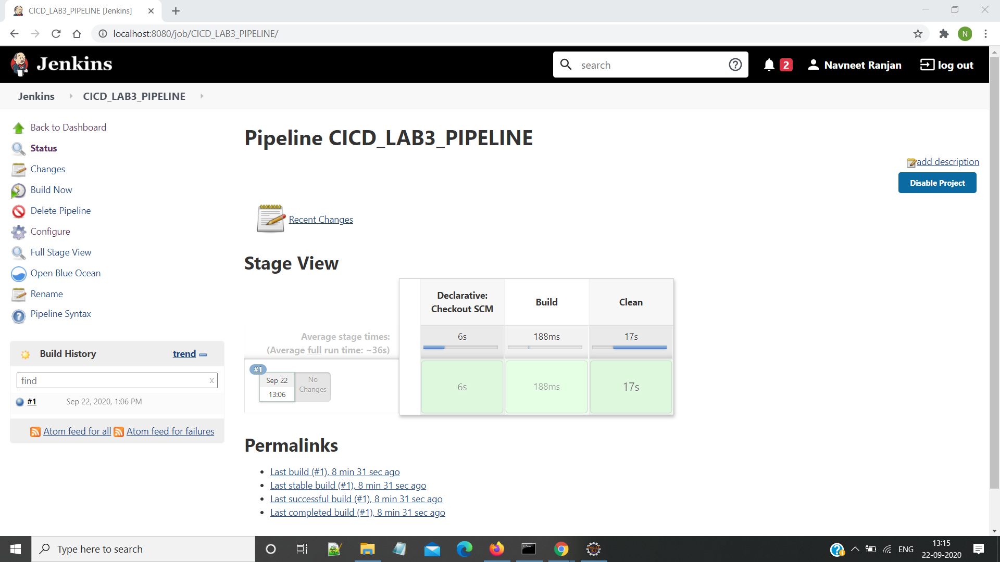 CICD_LAB3_PIPELINE [Jenkins]
localhost:8080/job/CICD_LAB3_PIPELINE/
N
Jenkins
search
2
Navneet Ranjan
log out
Jenkins
CICD_LAB3_PIPELINE
Back to Dashboard
Status
Changes
Build Now
Delete Pipeline
Configure
Full Stage View
Open Blue Ocean
Rename
Pipeline Syntax
Build History
trend
find
x
#1
Sep 22, 2020, 1:06 PM
Atom feed for all
Atom feed for failures
Pipeline CICD_LAB3_PIPELINE
add description
Disable Project
Recent Changes
Stage View
Declarative:
Checkout SCM
Build
Clean
Average stage times:
(Average full run time: ~36s)
6s
188ms
17s
#1
Sep 22
13:06
No
Changes
6s
188ms
17s
Permalinks
Last build (#1), 8 min 31 sec ago
Last stable build (#1), 8 min 31 sec ago
Last successful build (#1), 8 min 31 sec ago
Last completed build (#1), 8 min 31 sec ago
Type here to search
ENG
13:15
22-09-2020